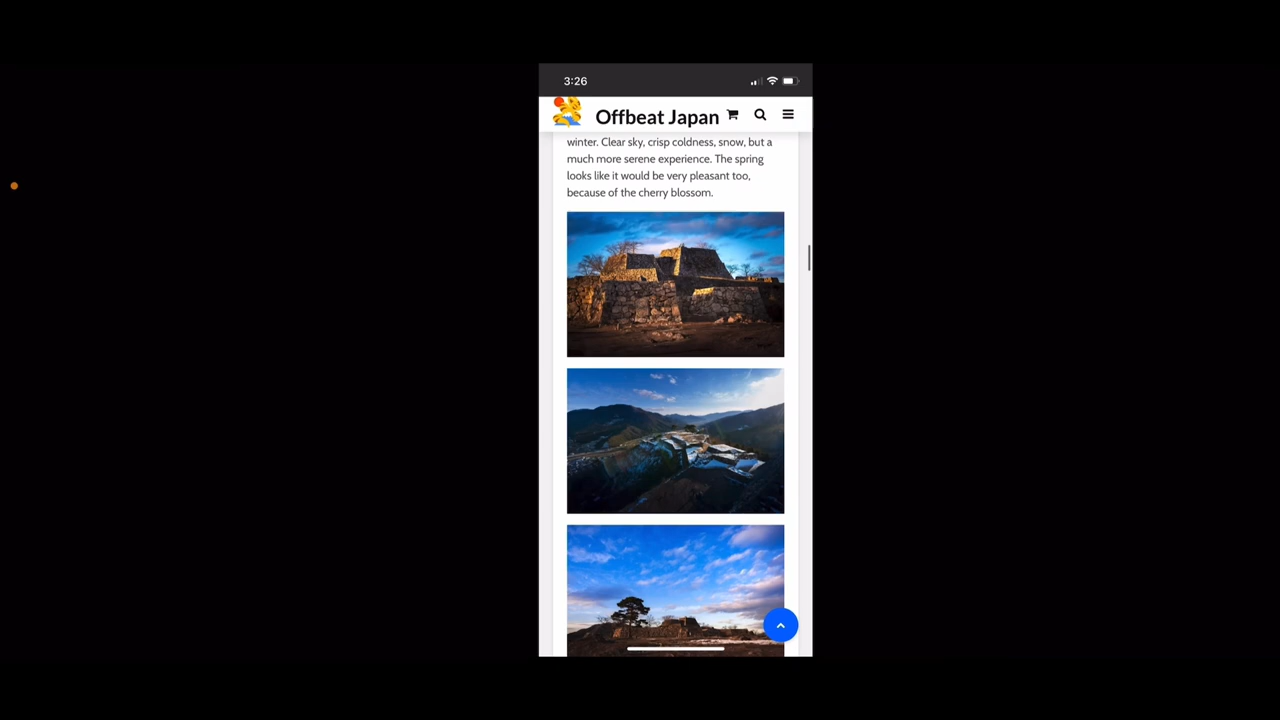 3:26
Offbeat Japan
winter. Clear sky, crisp coldness, snow, but a
much more serene experience. The spring
looks like it would be very pleasant too,
because of the cherry blossom.